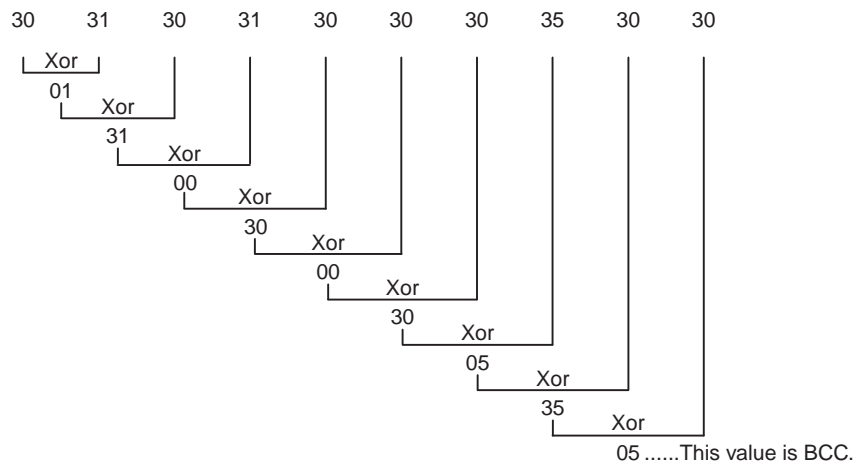 30 31 30 31 30 30 30 35 30 30
Xor
01
Xor
31
Xor
00
Xor
30
Xor
00
Xor
30
Xor
05
Xor
35
Xor
05 ......This value is BCC.